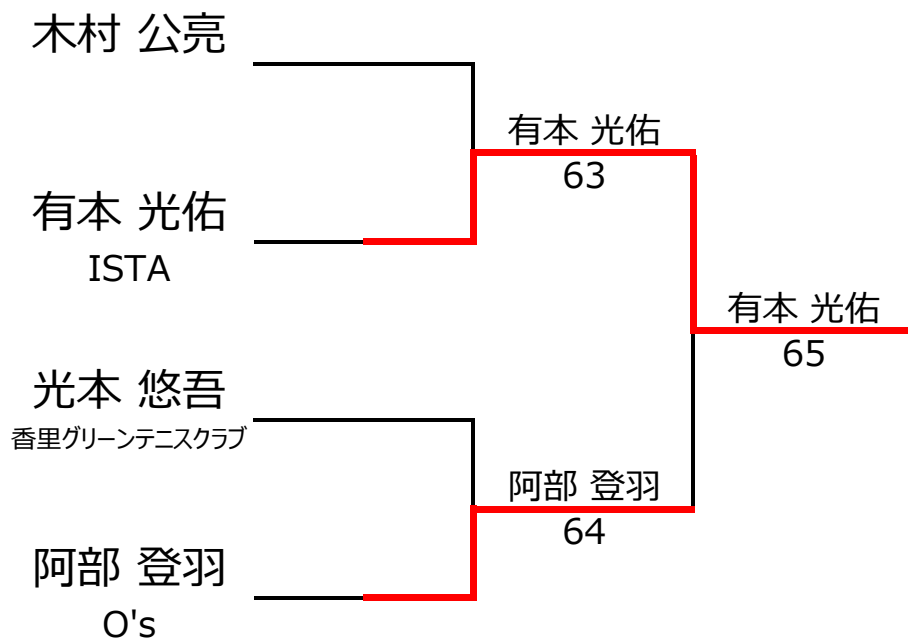 木村 公亮
有本 光佑
63
有本 光佑
ISTA
有本 光佑
65
光本 悠吾
香里グリーンテニスクラブ
阿部 登羽
64
阿部 登羽
O's